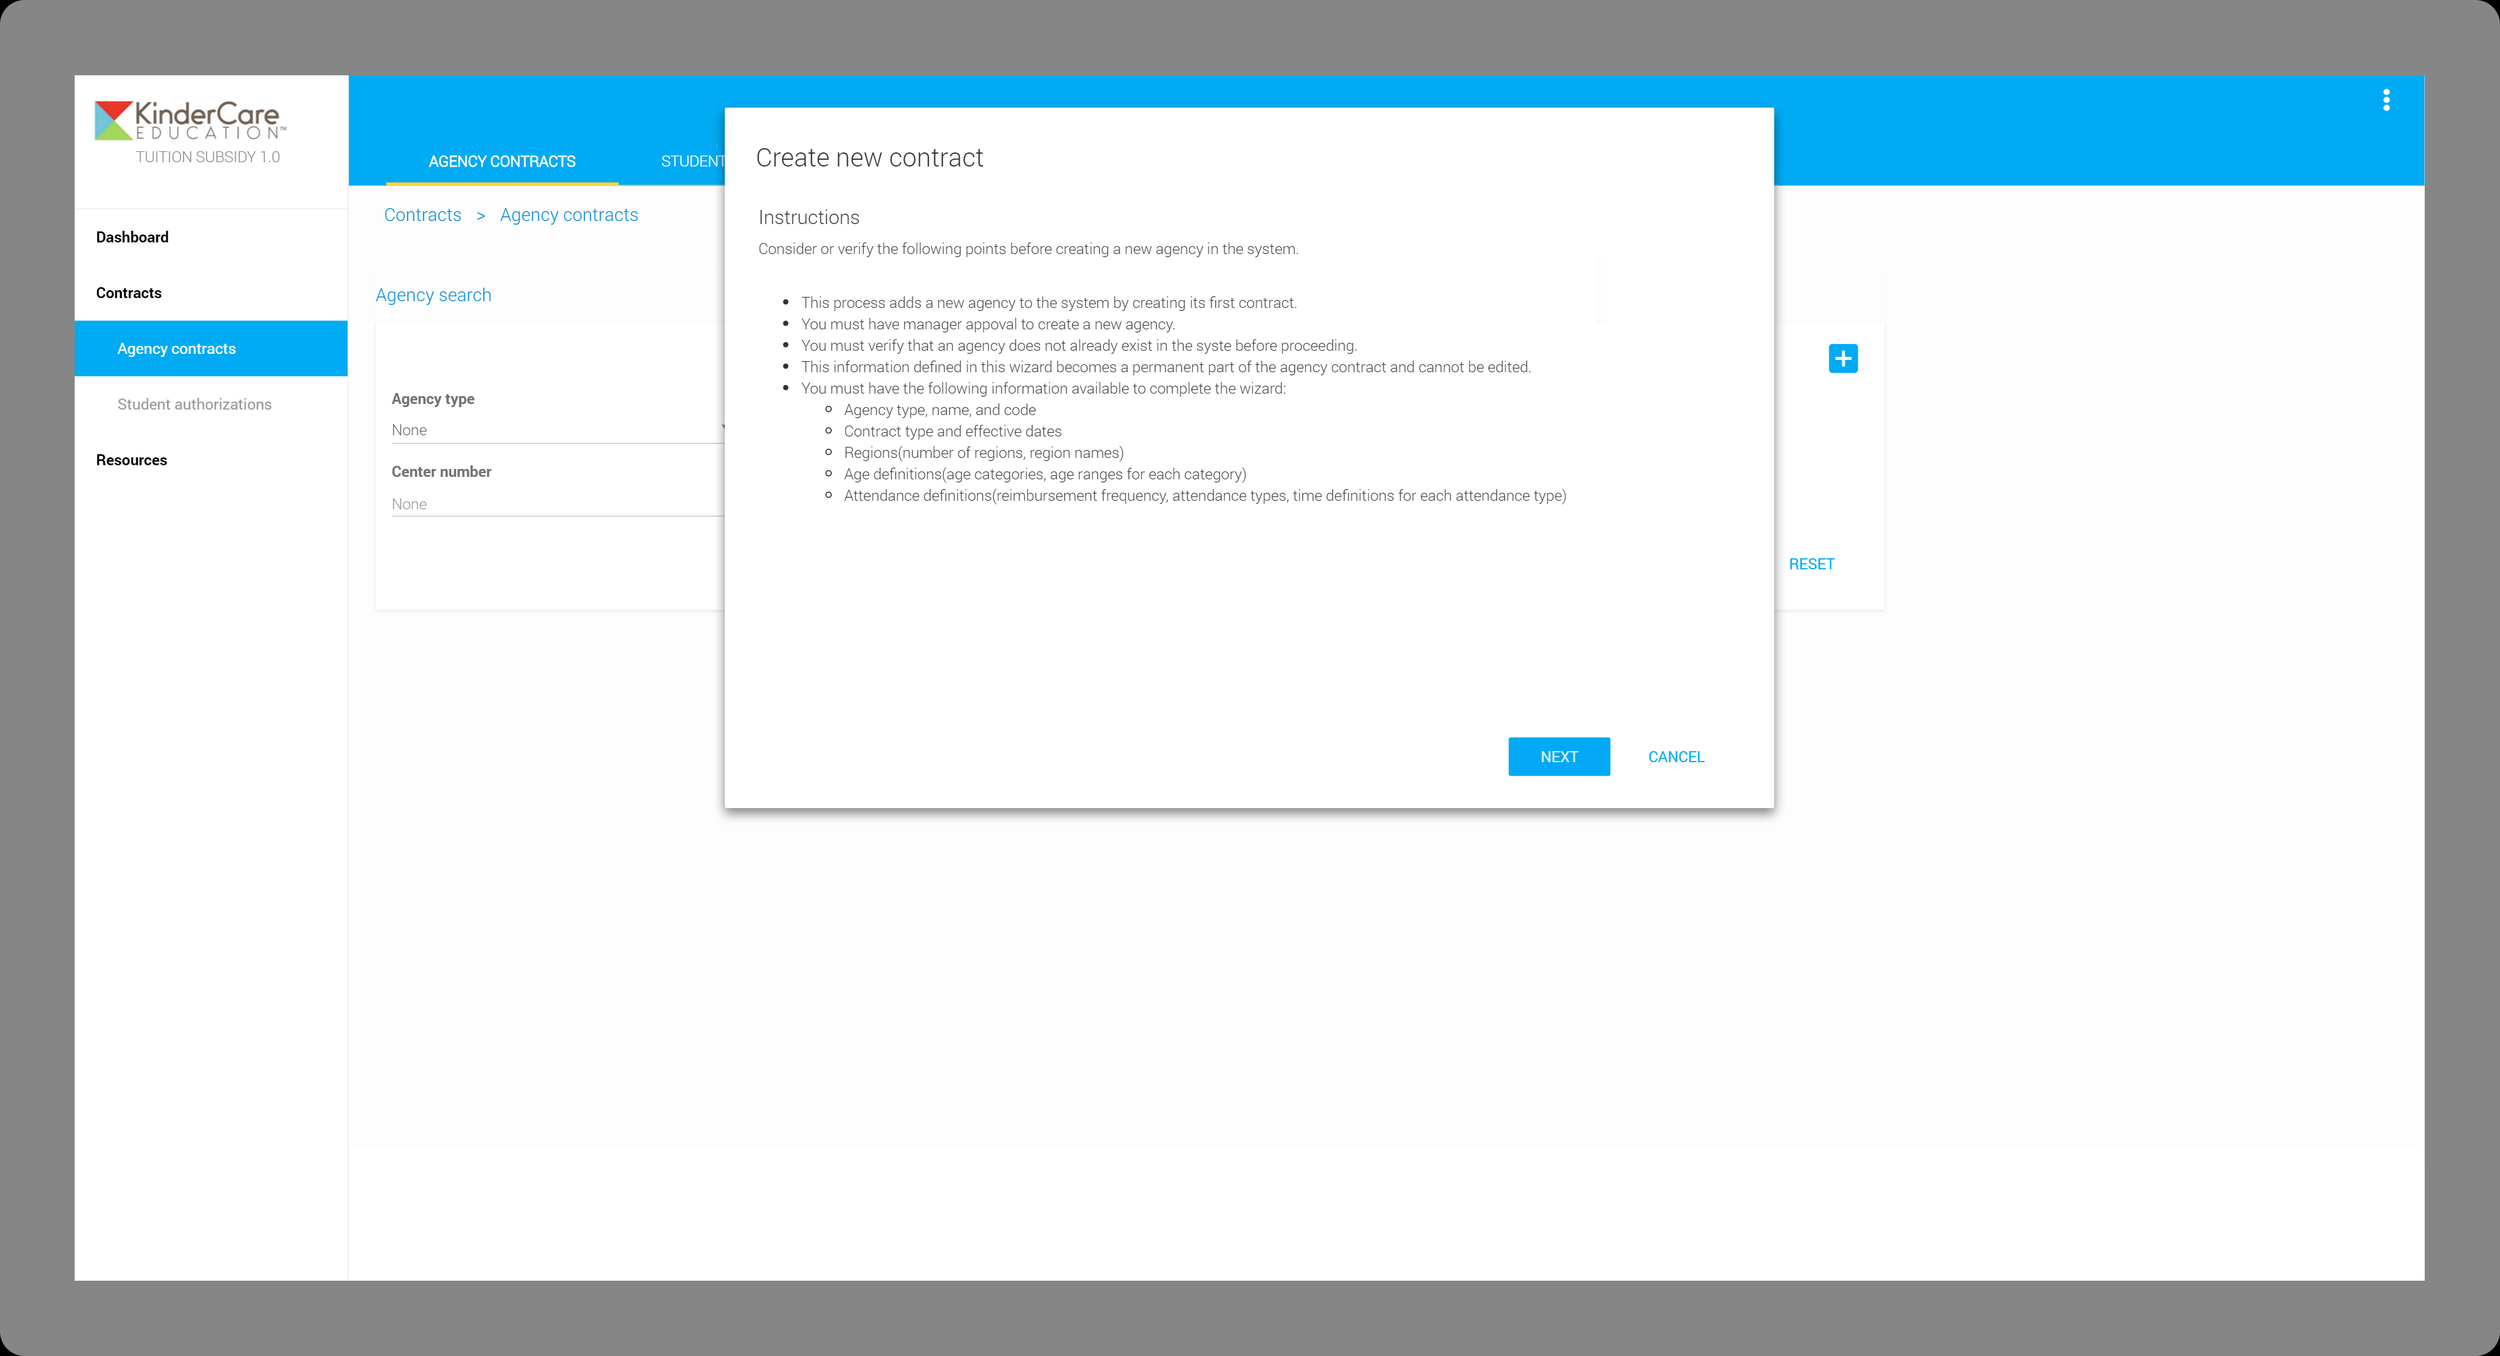 KinderCare
EDUCATION™
TUITION SUBSIDY 1.0
Dashboard
Contracts
Agency contracts
Student authorizations
Resources
AGENCY CONTRACTS
STUDENT
Contracts > Agency contracts
Agency search
Agency type
None
Center number
None
RESET
Create new contract
Instructions
Consider or verify the following points before creating a new agency in the system.
• This process adds a new agency to the system by creating its first contract.
• You must have manager appoval to create a new agency.
• You must verify that an agency does not already exist in the syste before proceeding.
• This information defined in this wizard becomes a permanent part of the agency contract and cannot be edited.
• You must have the following information available to complete the wizard:
○ Agency type, name, and code
○ Contract type and effective dates
○ Regions(number of regions, region names)
○ Age definitions(age categories, age ranges for each category)
○ Attendance definitions(reimbursement frequency, attendance types, time definitions for each attendance type)
NEXT
CANCEL